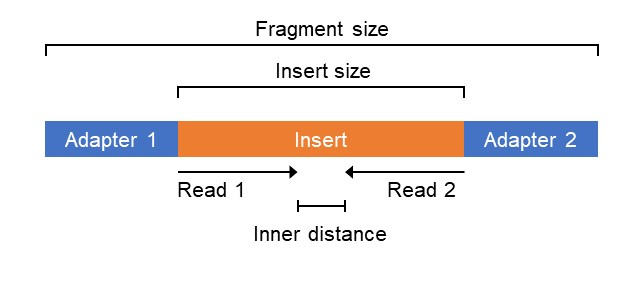 Fragment size
Insert size
Adapter 1 Insert Adapter 2
Read 1 Read 2
Inner distance